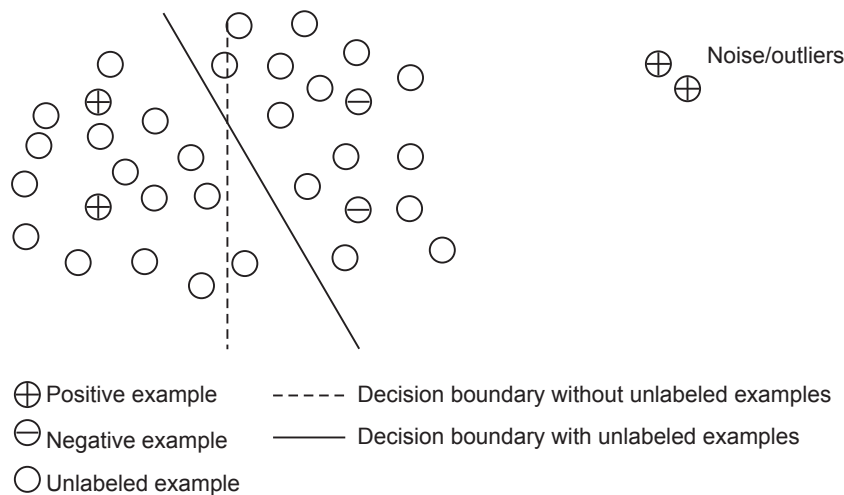 Noise/outliers
Positive example
Decision boundary without unlabeled examples
Negative example
Decision boundary with unlabeled examples
Unlabeled example